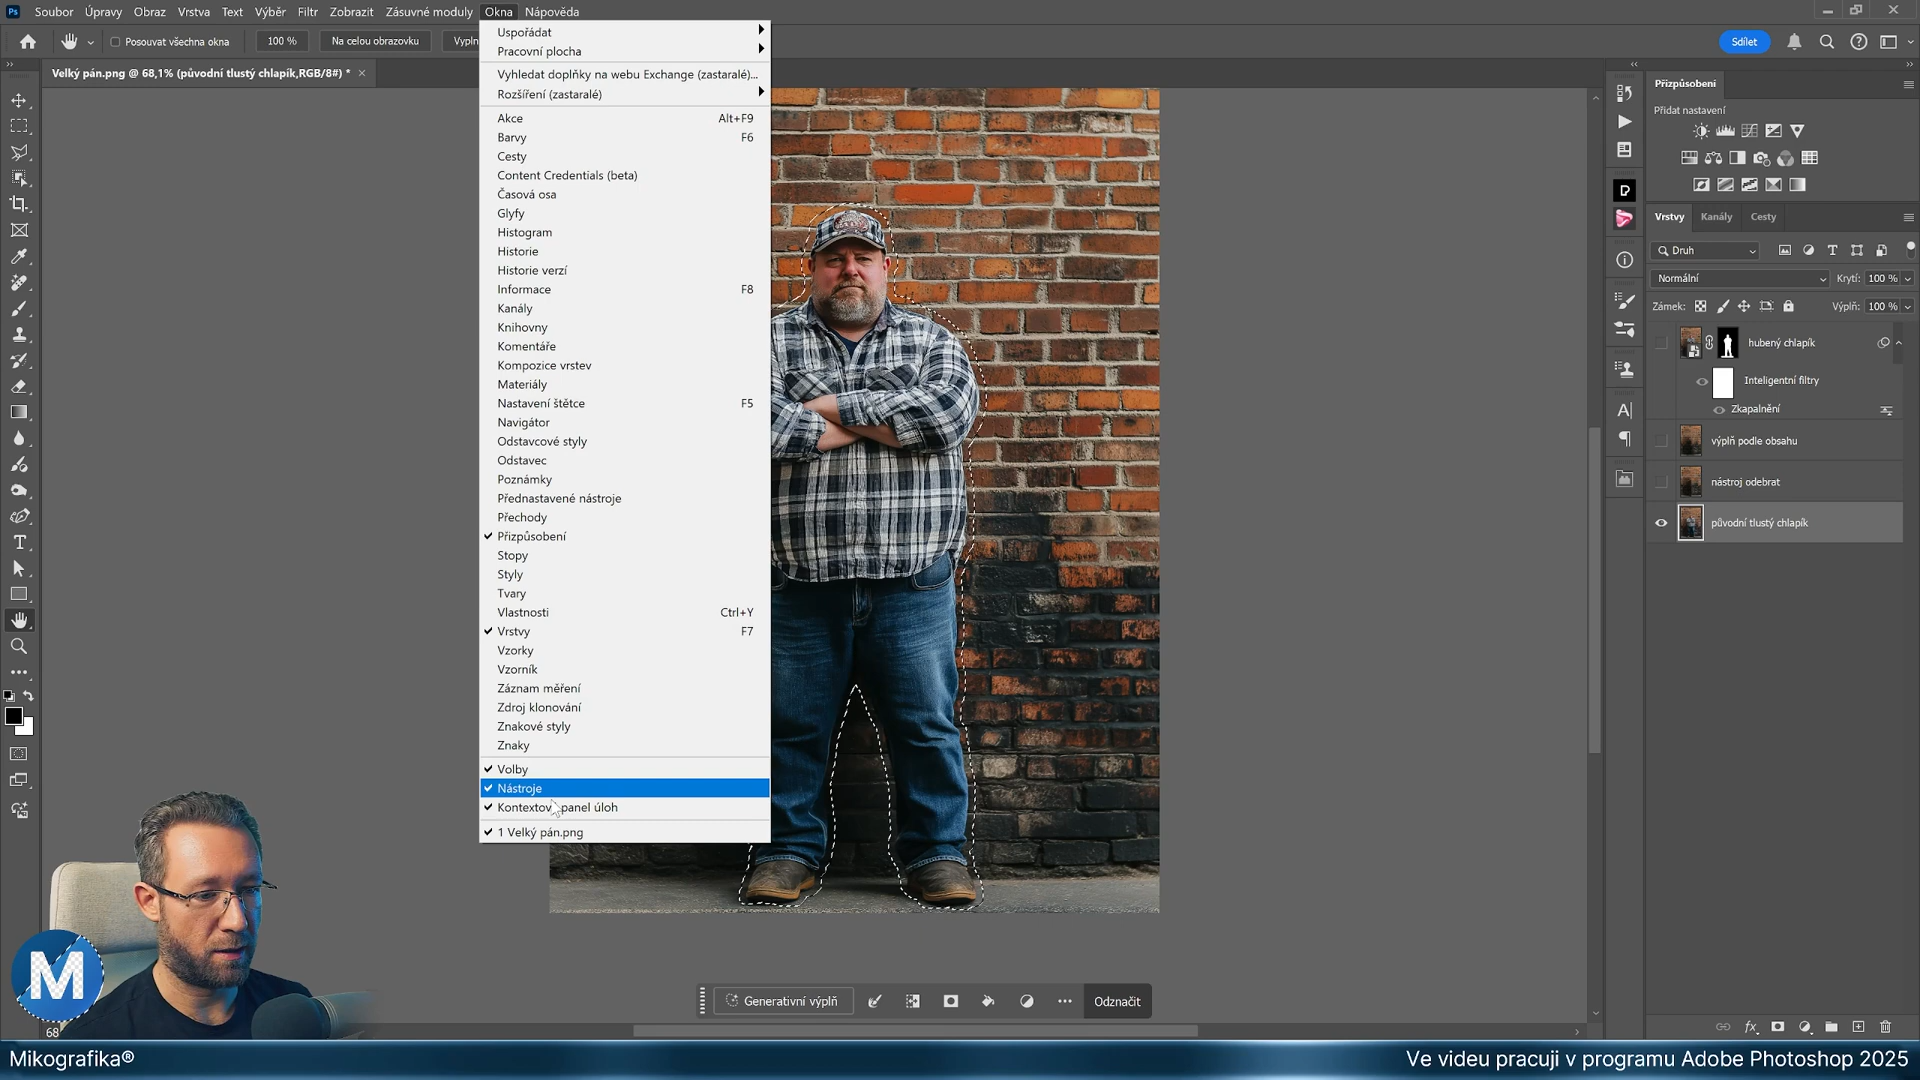 Ps Soubor Úpravy Obraz Vrstva Text Výběr Filtr Zobrazit Zásuvné moduly Okna Nápověda
Posouvat všechna okna 100 % Na celou obrazovku Vypln
Sdílet
Velký pán.png @ 68,1% (původní tlustý chlapík,RGB/8#) *
Uspořádat
Pracovní plocha
Vyhledat doplňky na webu Exchange (zastaralé)...
Rozšíření (zastaralé)
Akce Alt+F9
Barvy F6
Cesty
Content Credentials (beta)
Časová osa
Glyfy
Histogram
Historie
Historie verzí
Informace F8
Kanály
Knihovny
Komentáře
Kompozice vrstev
Materiály
Nastavení štětce F5
Navigátor
Odstavcové styly
Odstavec
Poznámky
Přednastavené nástroje
Přechody
Přizpůsobení
Stopy
Styly
Tvary
Vlastnosti Ctrl+Y
Vrstvy F7
Vzorky
Vzorník
Záznam měření
Zdroj klonování
Znakové styly
Znaky
Volby
Nástroje
Kontextov panel úloh
1 Velký pán.png
Přizpůsobení
Přidat nastavení
Vrstvy Kanály Cesty
Druh
Normální Krytí: 100 %
Zámek: Výplň: 100 %
hubený chlapík
Inteligentní filtry
Zkapalnění
výplň podle obsahu
nástroj odebrat
původní tlustý chlapík
Generativní výplň Odznačit
M
68
Mikografika®
Ve videu pracuji v programu Adobe Photoshop 2025